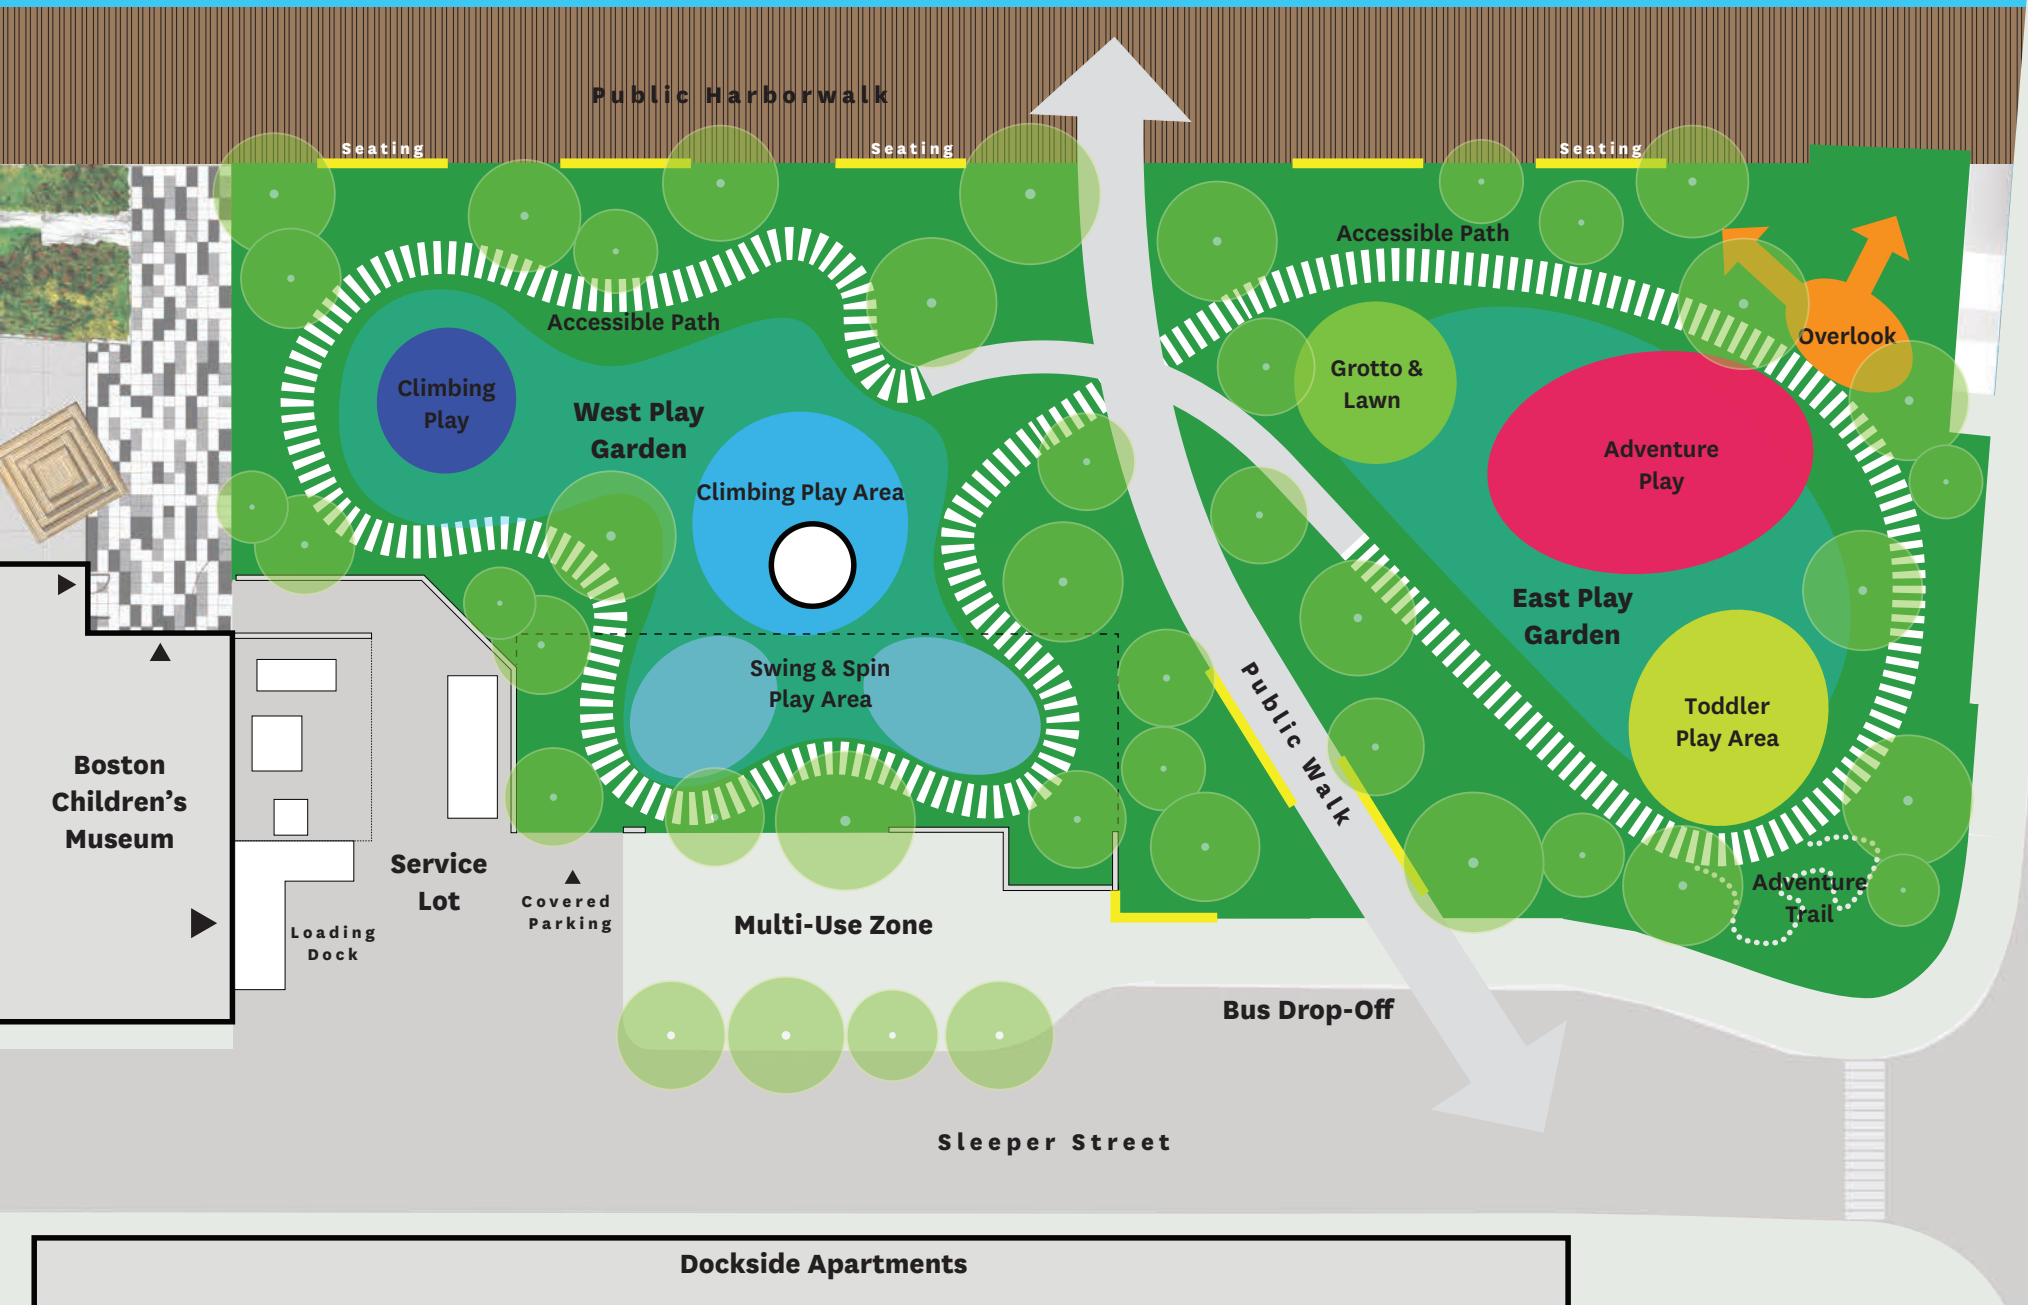 Public Harborwalk
Seating
Seating
Seating
Accessible Path
Accessible Path
Overlook
Climbing
Play
West Play
Garden
Grotto &
Lawn
Adventure
Play
Climbing Play Area
East Play
Garden
Swing & Spin
Play Area
Public Walk
Toddler
Play Area
Boston
Children's
Museum
Service
Lot
Covered
Parking
Loading
Dock
Multi-Use Zone
Adventure
Trail
Bus Drop-Off
Sleeper Street
Dockside Apartments